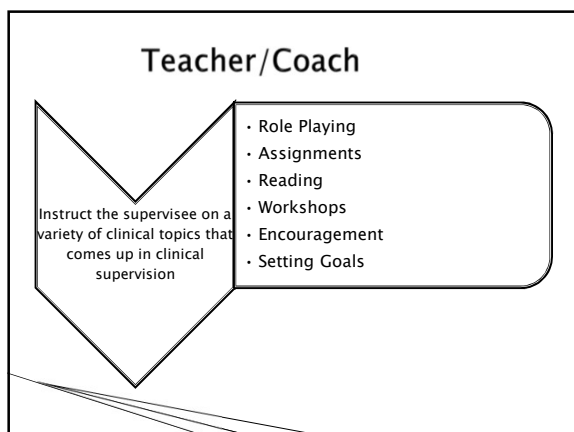 Teacher/Coach
Instruct the supervisee on a
variety of clinical topics that
comes up in clinical
supervision
• Role Playing
• Assignments
• Reading
• Workshops
• Encouragement
• Setting Goals